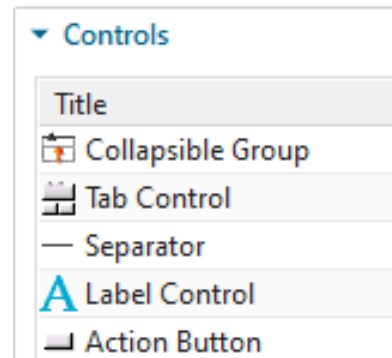 Controls
Title
Collapsible Group
Tab Control
Separator
Label Control
Action Button